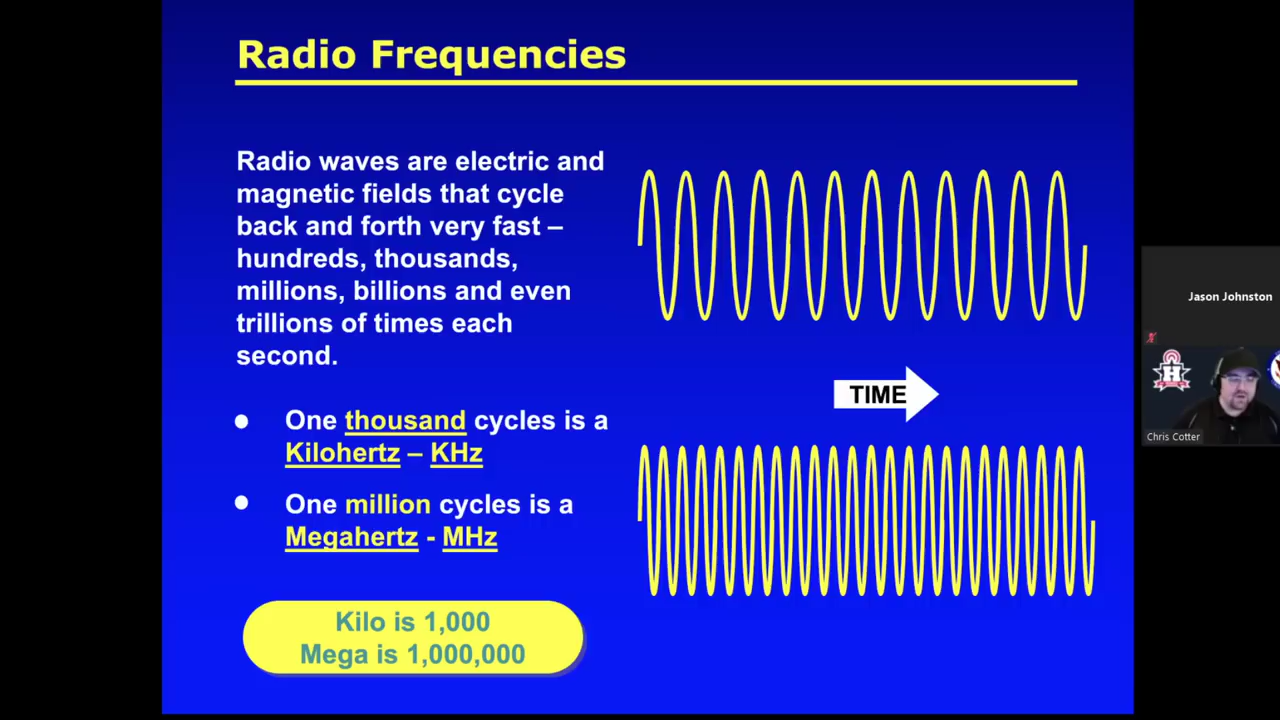 Radio Frequencies
Radio waves are electric and
magnetic fields that cycle
back and forth very fast –
hundreds, thousands,
millions, billions and even
trillions of times each
second.
● One thousand cycles is a
Kilohertz – KHz
● One million cycles is a
Megahertz - MHz
Kilo is 1,000
Mega is 1,000,000
TIME
Jason Johnston
H
Chris Cotter